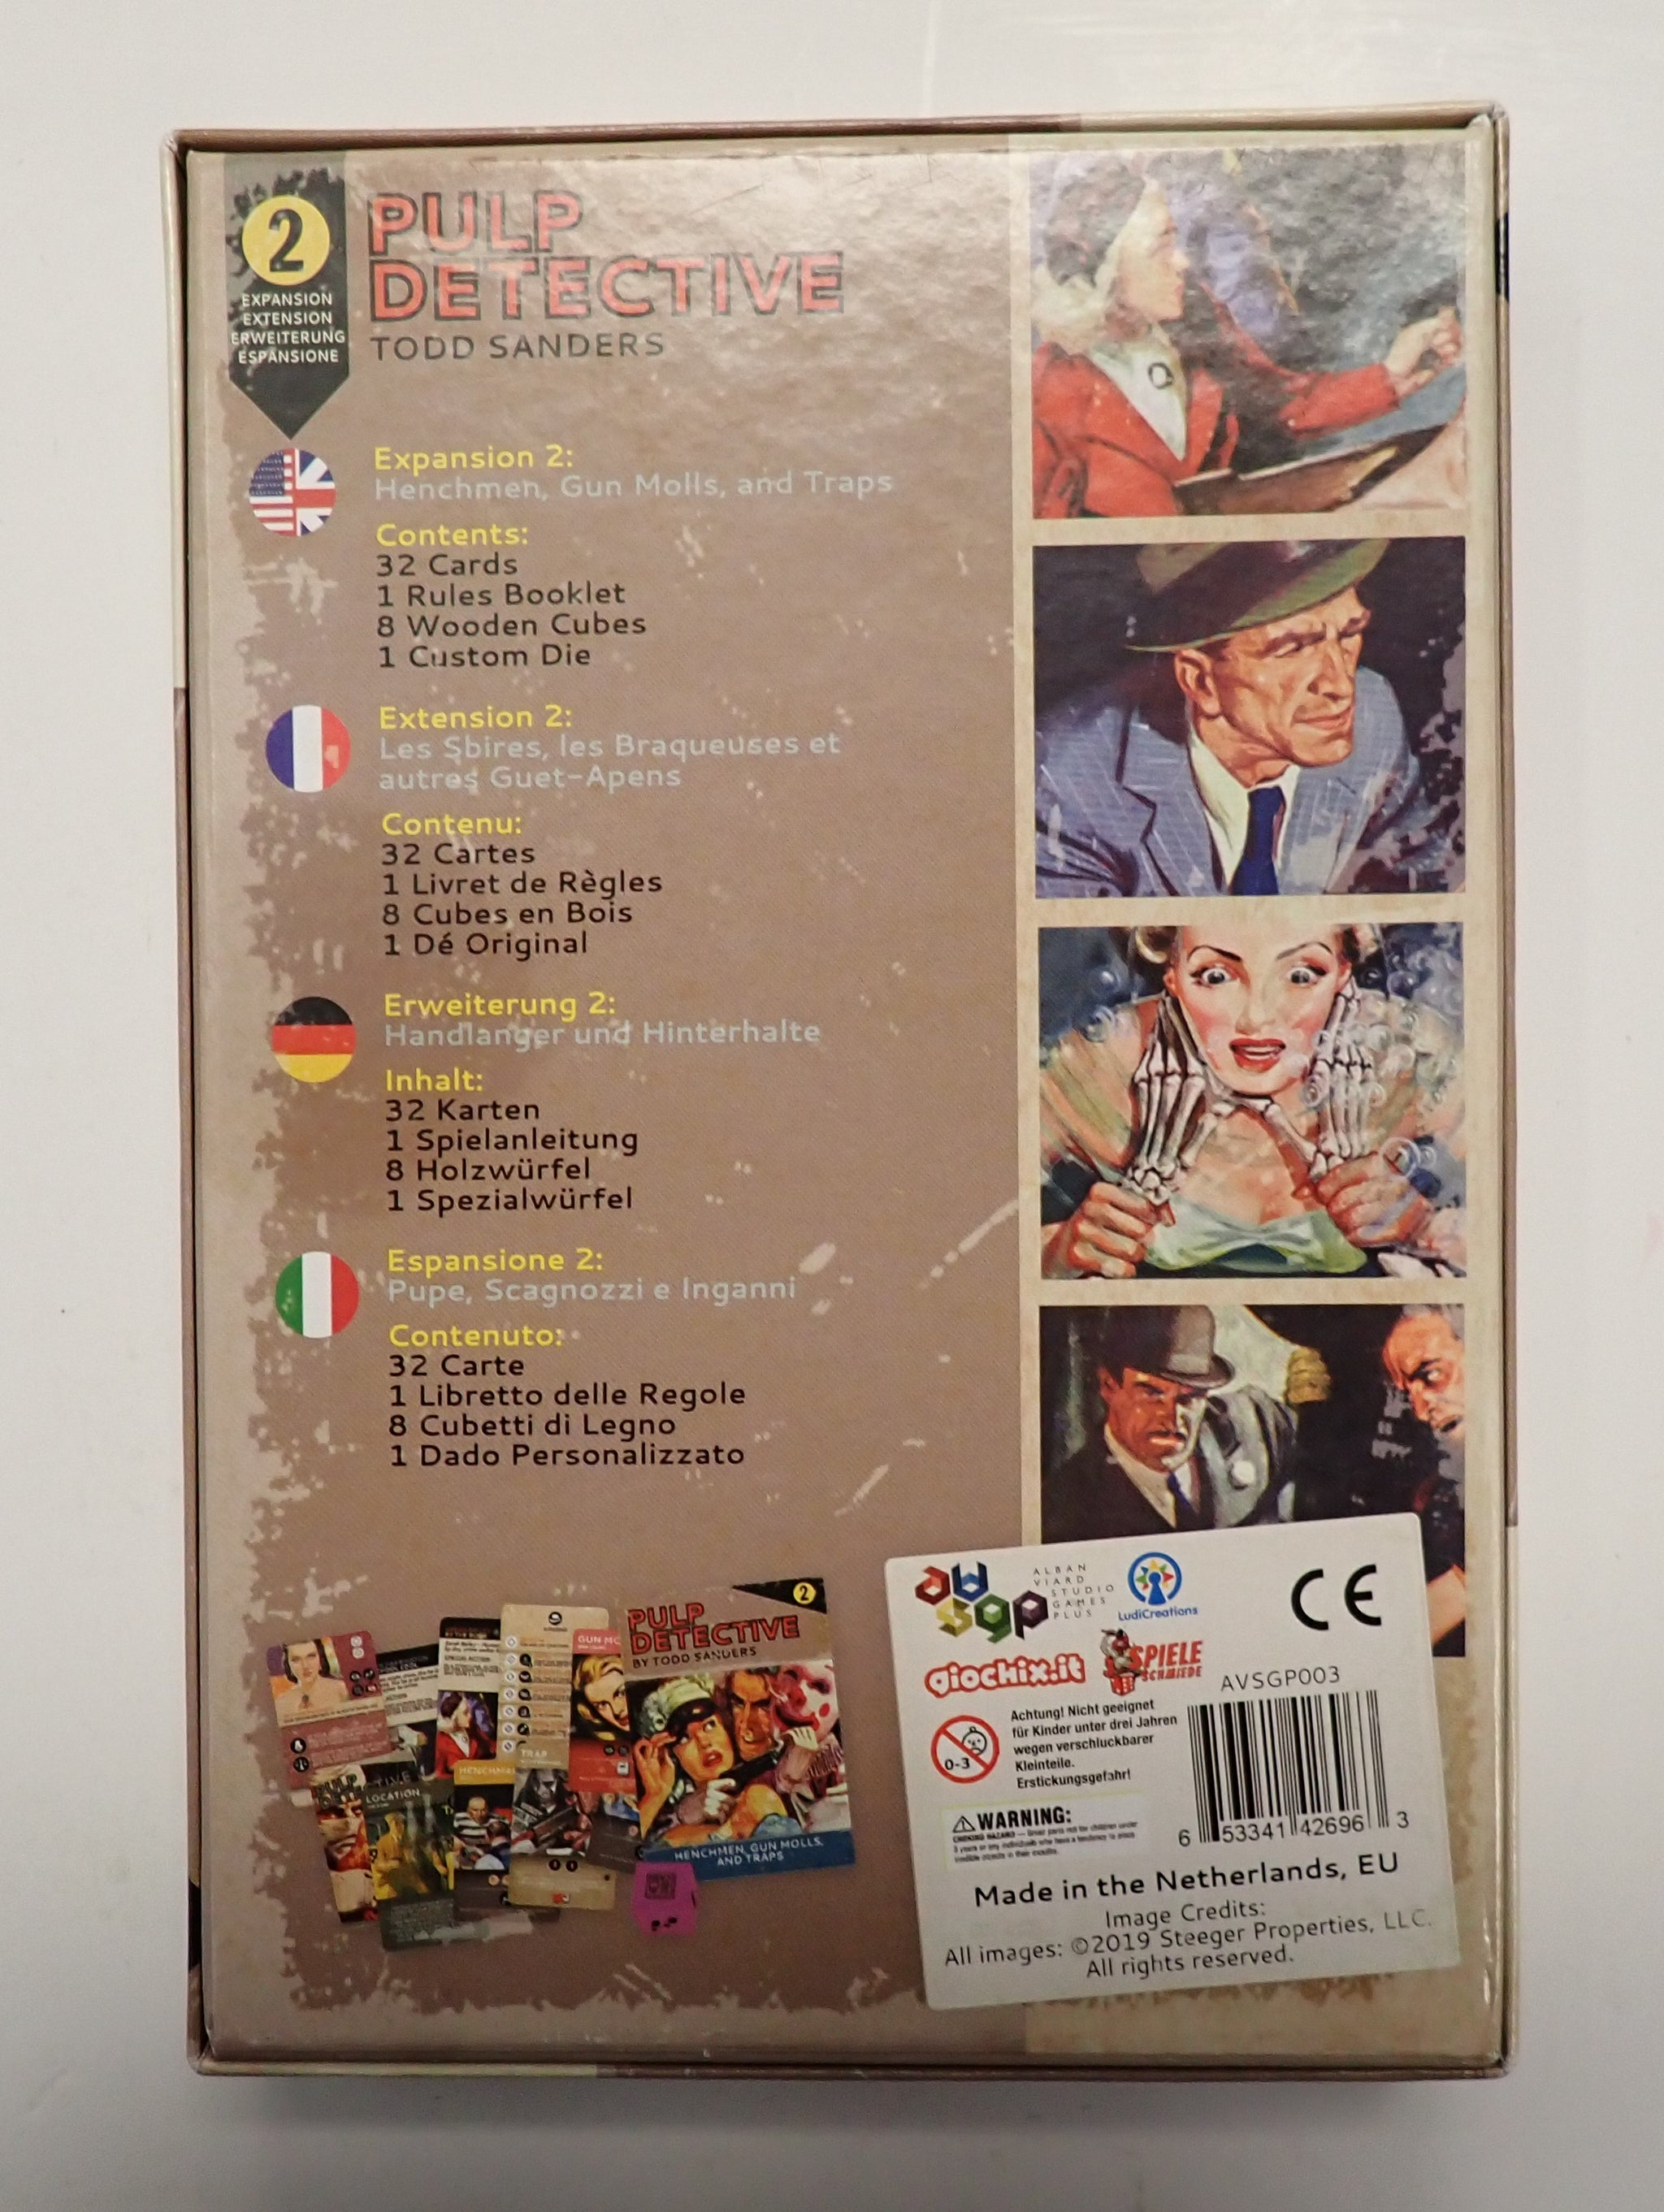 2
EXPANSION
EXTENSION
ERWEITERUNG
ESPANSIONE
PULP
DETECTIVE
TODD SANDERS
Expansion 2:
Henchmen, Gun Molls, and Traps
Contents:
32 Cards
1 Rules Booklet
8 Wooden Cubes
1 Custom Die
Extension 2:
Les Sbires, les Braqueuses et
autres Guet-Apens
Contenu:
32 Cartes
1 Livret de Règles
8 Cubes en Bois
1 Dé Original
Erweiterung 2:
Handlanger und Hinterhalte
Inhalt:
32 Karten
1 Spielanleitung
8 Holzwürfel
1 Spezialwürfel
Espansione 2:
Pupe, Scagnozzi e Inganni
Contenuto:
32 Carte
1 Libretto delle Regole
8 Cubetti di Legno
1 Dado Personalizzato
2
PULP
DETECTIVE
BY TODD SANDERS
HENCHMEN, GUN MOLLS,
AND TRAPS
GUN MO
TRAP
LOCATION
avsgp
ALBAN
VIARD
STUDIO
GAMES
PLUS
LudiCreations
CE
giochix.it
SPIELE
SCHMIEDE
AVSGP003
0-3
Achtung! Nicht geeignet
für Kinder unter drei Jahren
wegen verschluckbarer
Kleinteile.
Erstickungsgefahr!
WARNING:
6 53341 42696 3
Made in the Netherlands, EU
Image Credits:
All images: ©2019 Steeger Properties, LLC.
All rights reserved.